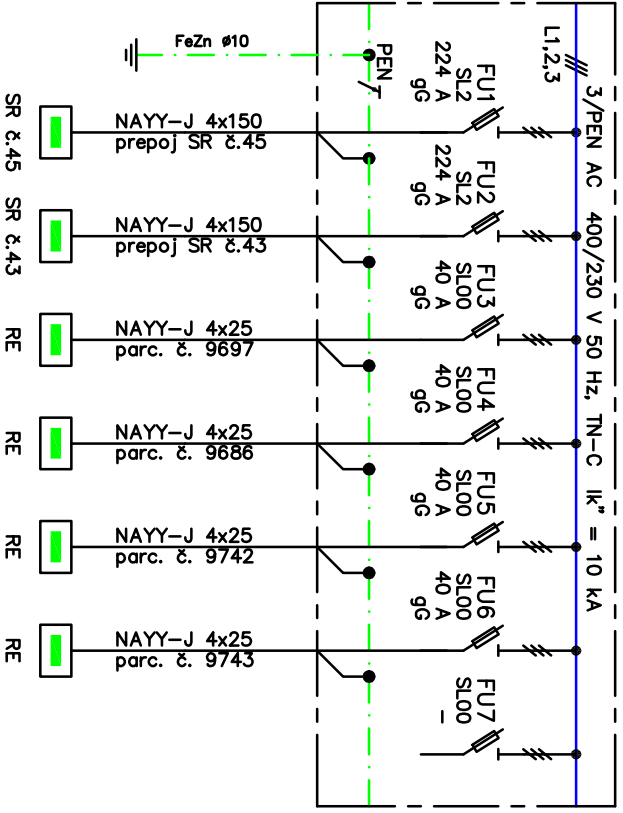 3/PEN AC 400/230 V 50 Hz, TN-C Ik" = 10 kA
L1,2,3
PEN
FeZn ø10
FU1
SL2
224 A
gG
FU2
SL2
224 A
gG
FU3
SL00
40 A
gG
FU4
SL00
40 A
gG
FU5
SL00
40 A
gG
FU6
SL00
40 A
gG
FU7
SL00
-
NAYY-J 4x150
prepoj SR č.45
NAYY-J 4x150
prepoj SR č.43
NAYY-J 4x25
parc. č. 9697
NAYY-J 4x25
parc. č. 9686
NAYY-J 4x25
parc. č. 9742
NAYY-J 4x25
parc. č. 9743
SR č.45
SR č.43
RE
RE
RE
RE